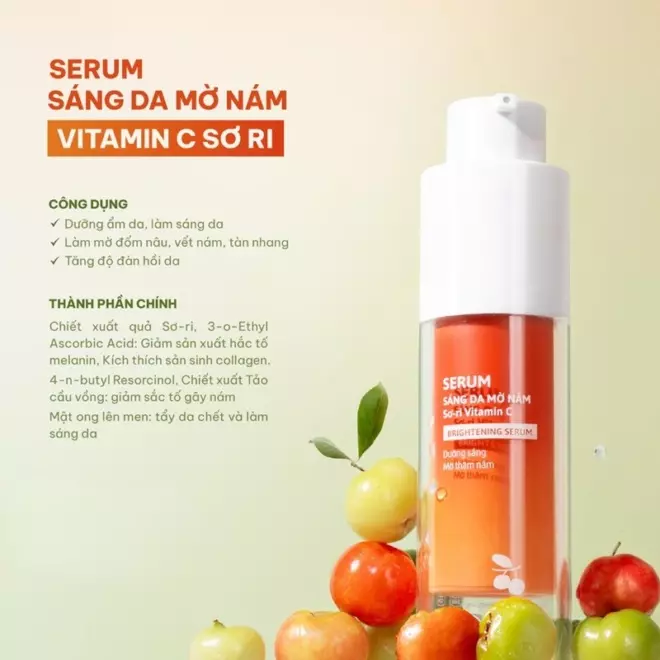 SERUM
SÁNG DA MỜ NÁM
VITAMIN C SƠ RI
CÔNG DỤNG
✓ Dưỡng ẩm da, làm sáng da
✓ Làm mờ đốm nâu, vết nám, tàn nhang
✓ Tăng độ đàn hồi da
THÀNH PHẦN CHÍNH
Chiết xuất quả Sơ-ri, 3-o-Ethyl
Ascorbic Acid: Giảm sản xuất hắc tố
melanin, Kích thích sản sinh collagen,
4-n-butyl Resorcinol, Chiết xuất Tảo
cầu vồng: giảm sắc tố gây nám
Mật ong lên men: tẩy da chết và làm
sáng da
SERUM
SÁNG DA MỜ NÁM
Sơ-ri Vitamin C
BRIGHTENING SERUM
Dưỡng sáng
Mờ thâm nám